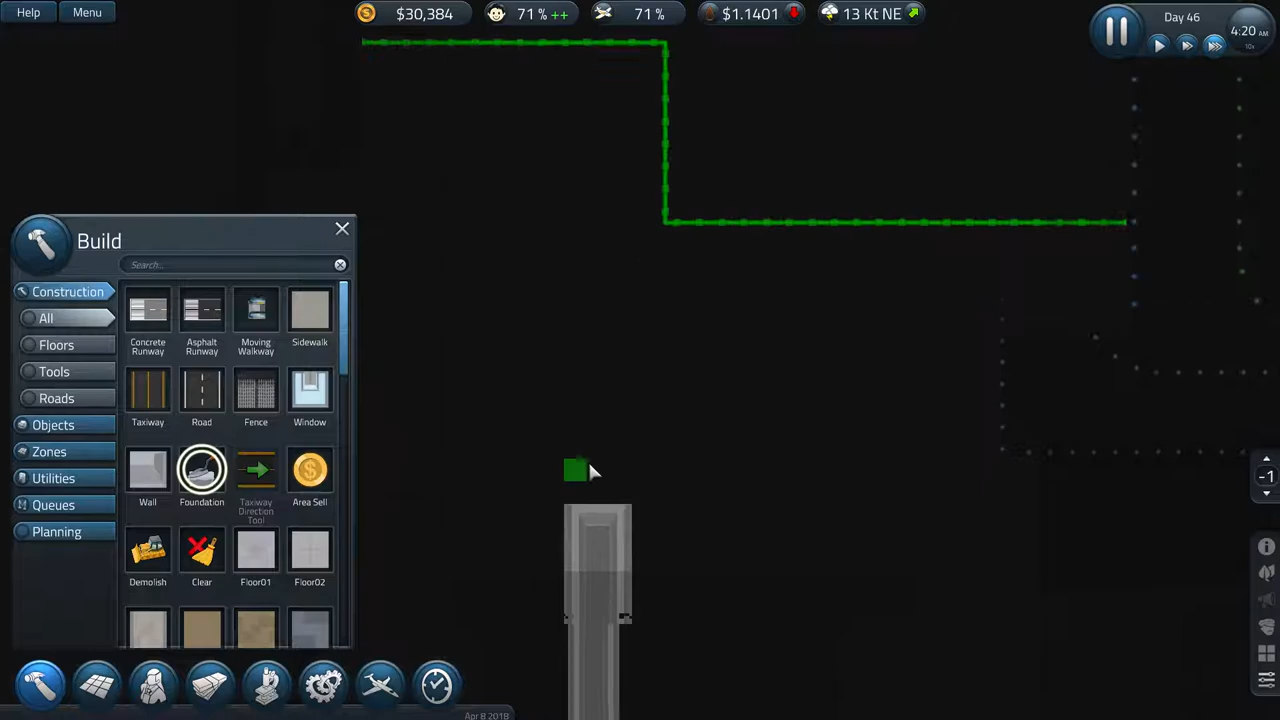 Help
Menu
$30,384
71 % ++
71 %
$1.1401
13 Kt NE
Day 46
4:20 AM
10x
Build
Search...
Construction
All
Floors
Tools
Roads
Objects
Zones
Utilities
Queues
Planning
Concrete Runway
Asphalt Runway
Moving Walkway
Sidewalk
Taxiway
Road
Fence
Window
Wall
Foundation
Taxiway Direction Tool
Area Sell
Demolish
Clear
Floor01
Floor02
-1
Apr 8 2018